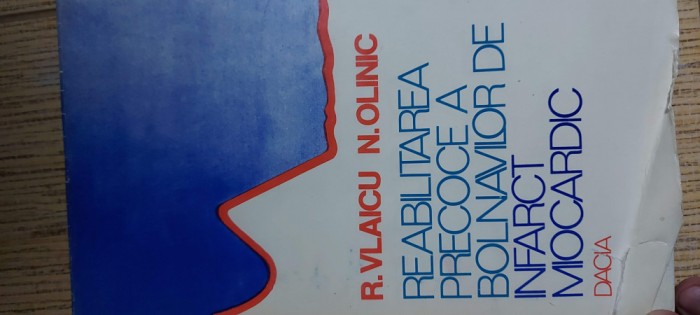 R. VLAICU N. OLINIC
REABILITAREA
PRECOCE A
BOLNAVILOR DE
INFARCT
MIOCARDIC
DACIA